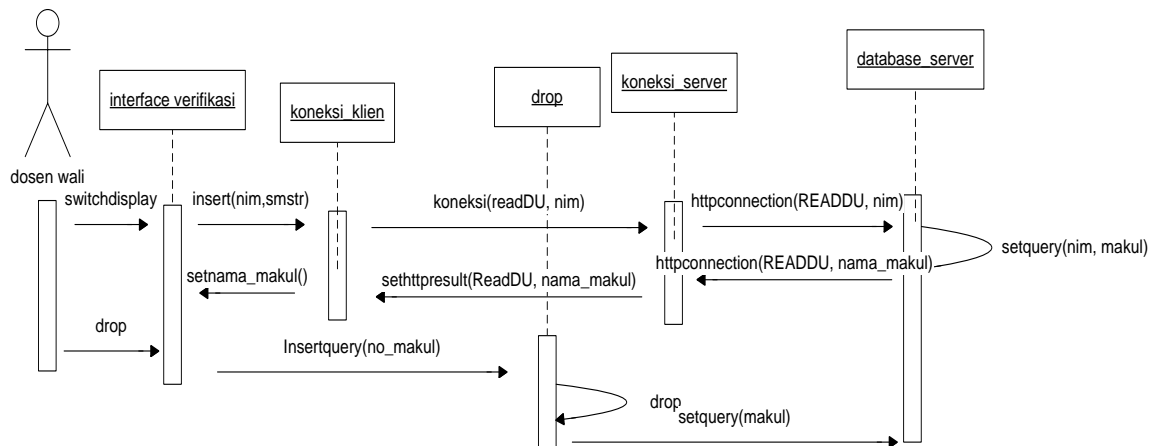 database_server
koneksi_server
interface verifikasi
koneksi_klien
drop
dosen wali
switchdisplay
insert(nim,smstr)
koneksi(readDU, nim)
httpconnection(READDU, nim)
setquery(nim, makul)
httpconnection(READDU, nama_makul)
setnama_makul()
sethttpresult(ReadDU, nama_makul)
drop
Insertquery(no_makul)
drop
setquery(makul)